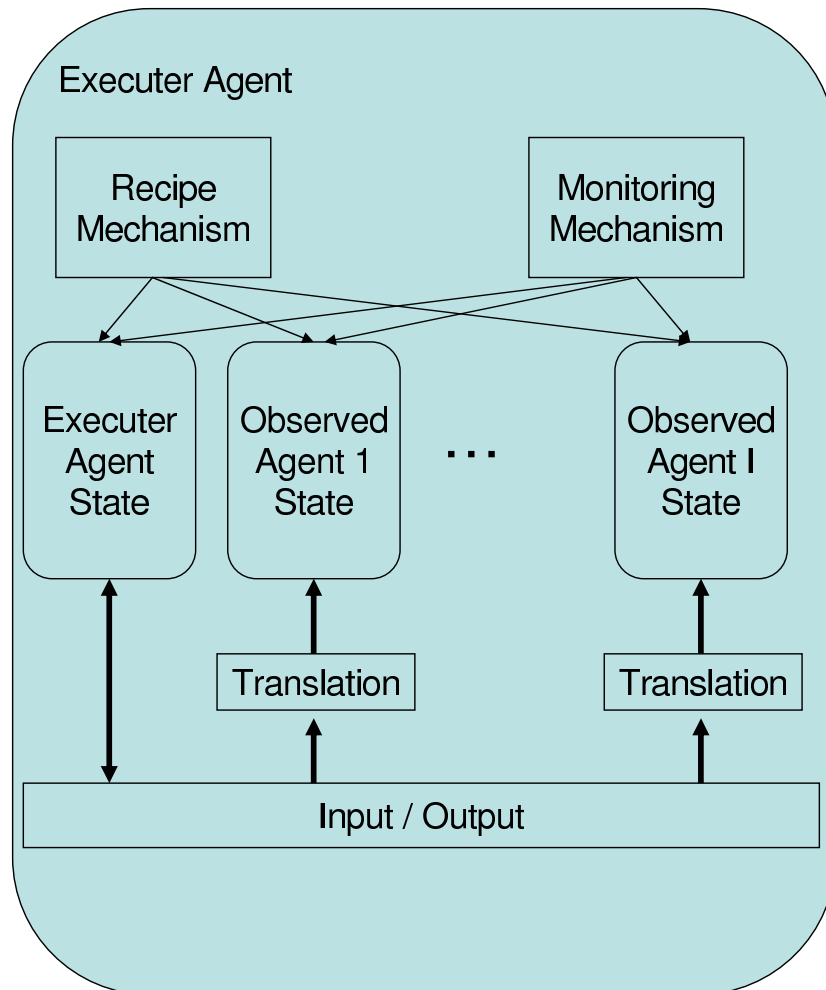 Executer Agent
Recipe
Mechanism
Monitoring
Mechanism
Executer
Agent
State
Observed
Agent 1
State
...
Observed
Agent I
State
Translation
Translation
Input / Output